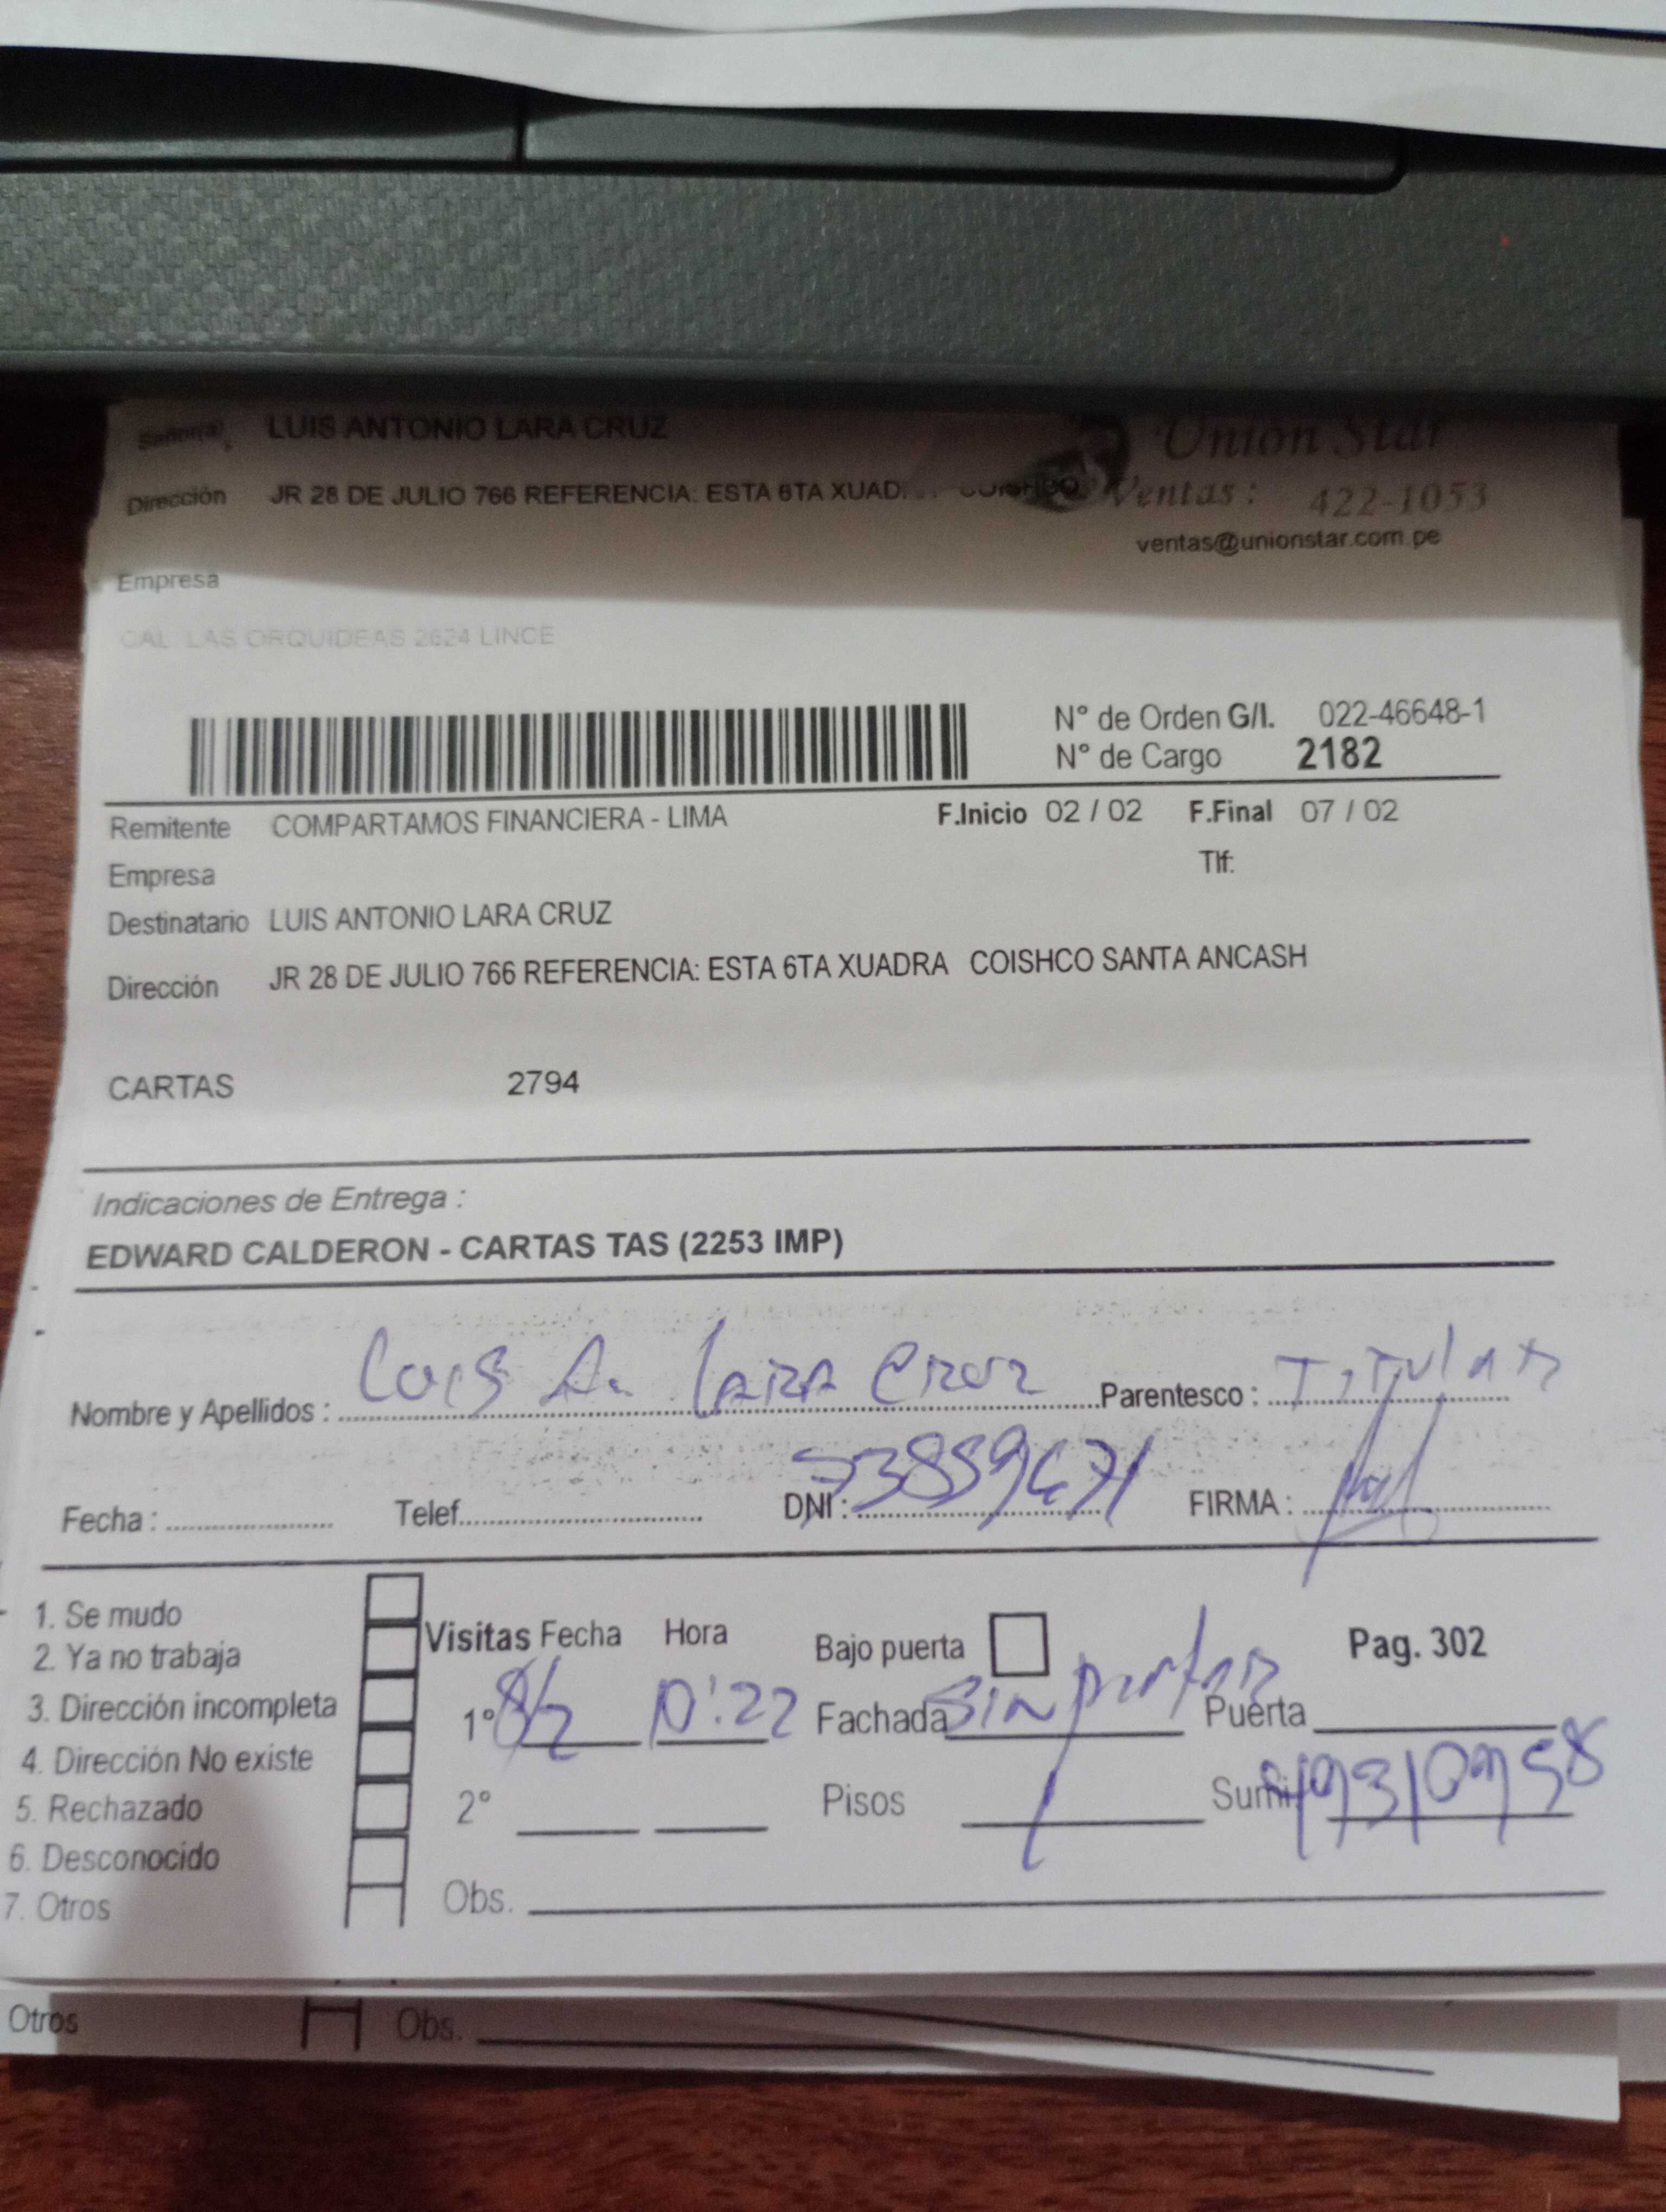 Señor(a) LUIS ANTONIO LARA CRUZ
Union Star
Dirección JR 28 DE JULIO 766 REFERENCIA: ESTA 6TA XUAD COISHCO
Ventas : 422-1053
ventas@unionstar.com.pe
Empresa
CAL LAS ORQUIDEAS 2624 LINCE
N° de Orden G/I. 022-46648-1
N° de Cargo 2182
Remitente COMPARTAMOS FINANCIERA - LIMA F.Inicio 02 / 02 F.Final 07 / 02
Empresa Tlf:
Destinatario LUIS ANTONIO LARA CRUZ
Dirección JR 28 DE JULIO 766 REFERENCIA: ESTA 6TA XUADRA COISHCO SANTA ANCASH
CARTAS 2794
Indicaciones de Entrega :
EDWARD CALDERON - CARTAS TAS (2253 IMP)
Nombre y Apellidos : Luis A. Lara Cruz Parentesco : Titular
Fecha : Telef. DNI : FIRMA :
1. Se mudo
2. Ya no trabaja
3. Dirección incompleta
4. Dirección No existe
5. Rechazado
6. Desconocido
7. Otros
Visitas Fecha Hora Bajo puerta Pag. 302
1° 8/2 10:22 Fachada Sin pintar Puerta
2° Pisos 1 Sumi.
Obs.
Otros Obs.